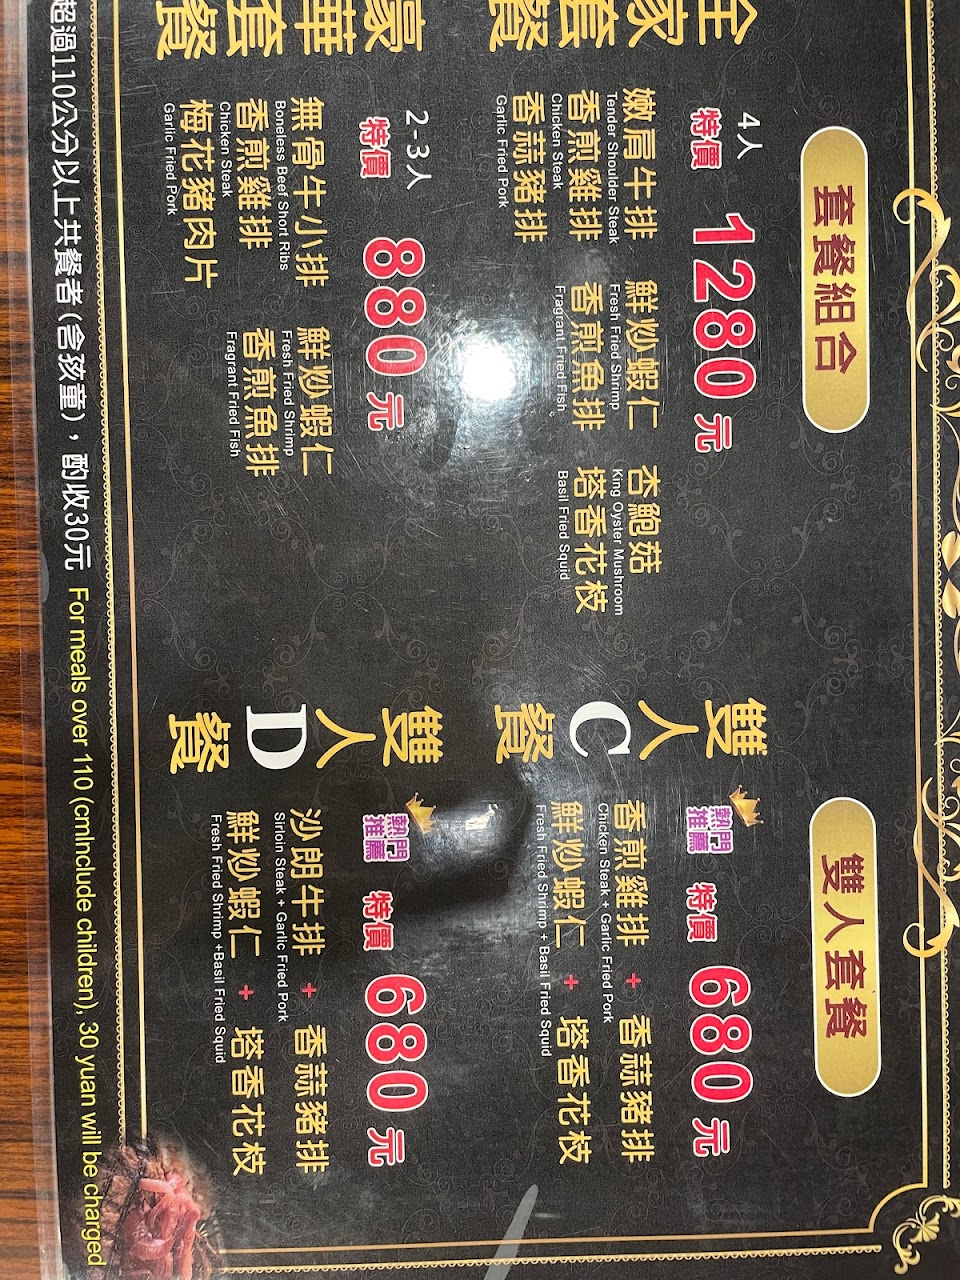 套餐組合
全家套餐
4人
特價 1280 元
嫩肩牛排 鮮炒蝦仁 杏鮑菇
Tender Shoulder Steak Fresh Fried Shrimp King Oyster Mushroom
香煎雞排 香煎魚排 塔香花枝
Chicken Steak Fragrant Fried Fish Basil Fried Squid
香蒜豬排
Garlic Fried Pork
豪華套餐
2-3人
特價 880 元
無骨牛小排 鮮炒蝦仁
Boneless Beef Short Ribs Fresh Fried Shrimp
香煎雞排 香煎魚排
Chicken Steak Fragrant Fried Fish
梅花豬肉片
Garlic Fried Pork
雙人套餐
雙人C餐
熱門推薦 特價 680 元
香煎雞排 + 香蒜豬排
Chicken Steak + Garlic Fried Pork
鮮炒蝦仁 + 塔香花枝
Fresh Fried Shrimp + Basil Fried Squid
雙人D餐
熱門推薦 特價 680 元
沙朗牛排 + 香蒜豬排
Sirloin Steak + Garlic Fried Pork
鮮炒蝦仁 + 塔香花枝
Fresh Fried Shrimp +Basil Fried Squid
超過110公分以上共餐者(含孩童)，酌收30元 For meals over 110 (cmInclude children), 30 yuan will be charged